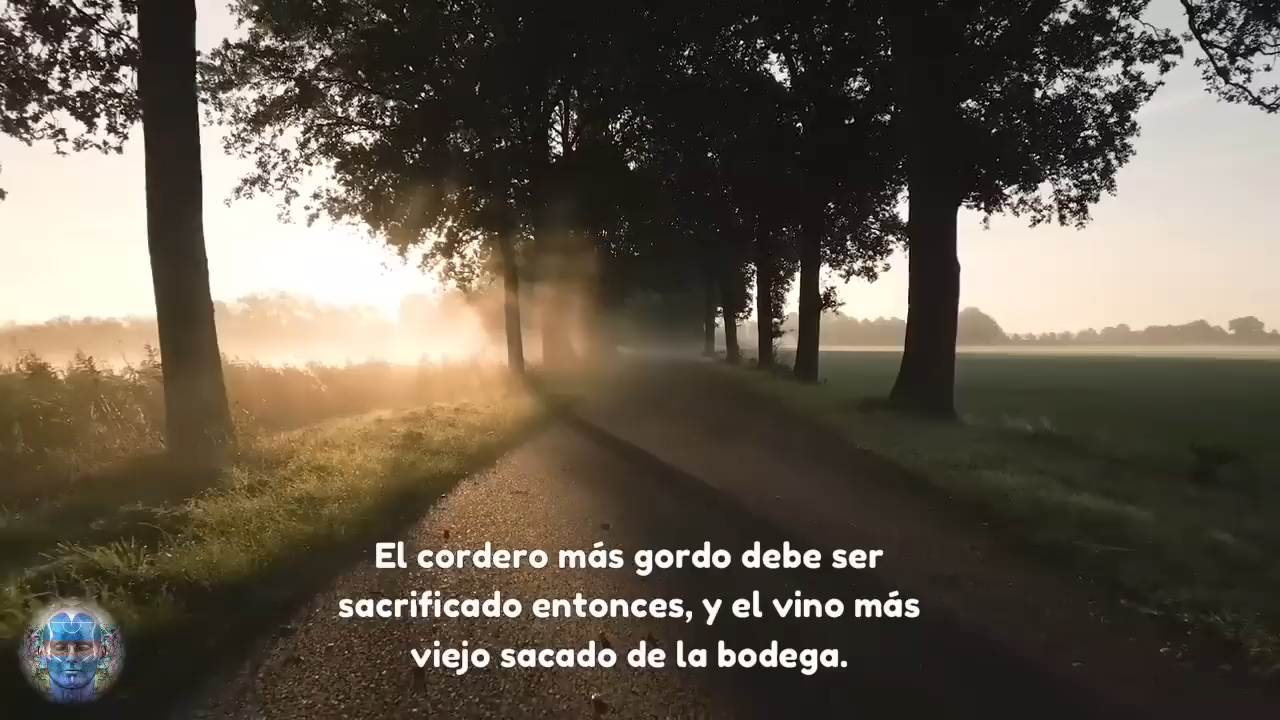 El cordero más gordo debe ser
sacrificado entonces, y el vino más
viejo sacado de la bodega.